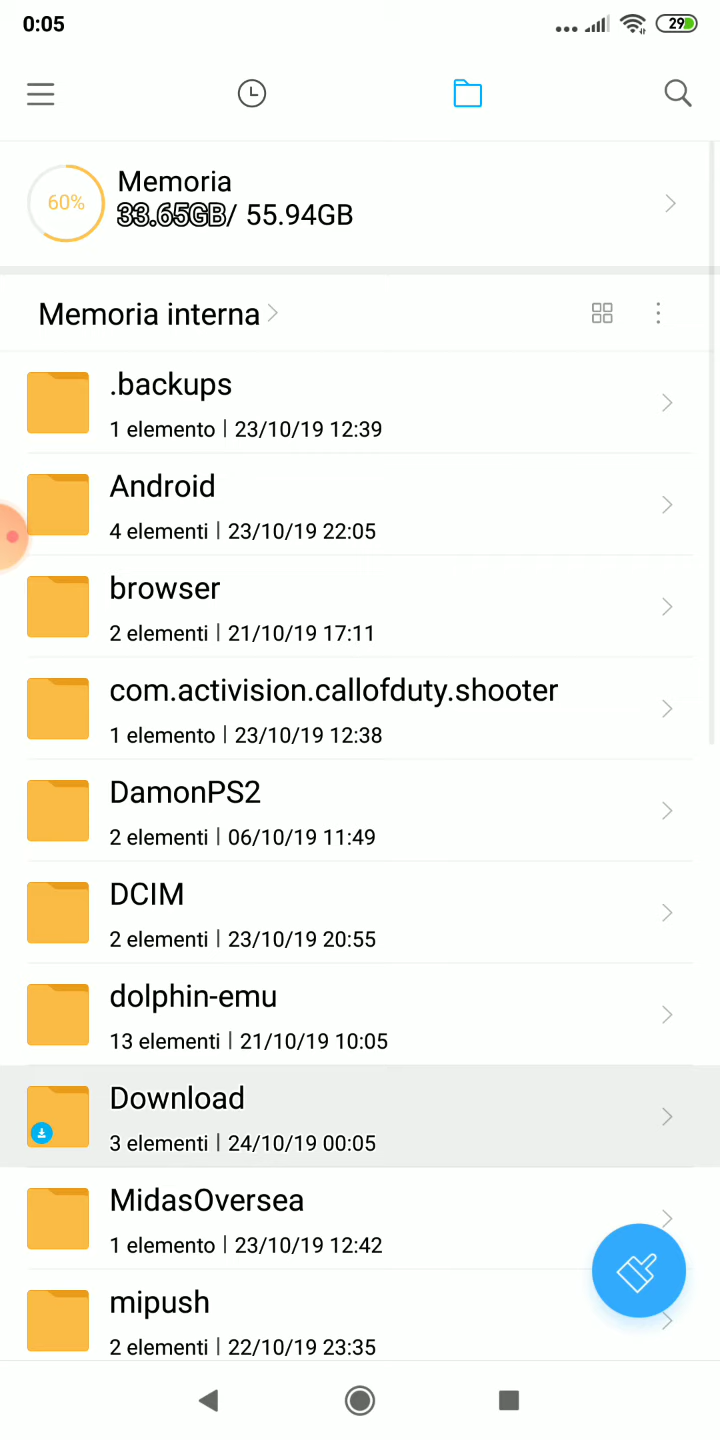 0:05
29
60%
Memoria
33.65GB/ 55.94GB
Memoria interna
.backups
1 elemento | 23/10/19 12:39
Android
4 elementi | 23/10/19 22:05
browser
2 elementi | 21/10/19 17:11
com.activision.callofduty.shooter
1 elemento | 23/10/19 12:38
DamonPS2
2 elementi | 06/10/19 11:49
DCIM
2 elementi | 23/10/19 20:55
dolphin-emu
13 elementi | 21/10/19 10:05
Download
3 elementi | 24/10/19 00:05
MidasOversea
1 elemento | 23/10/19 12:42
mipush
2 elementi | 22/10/19 23:35